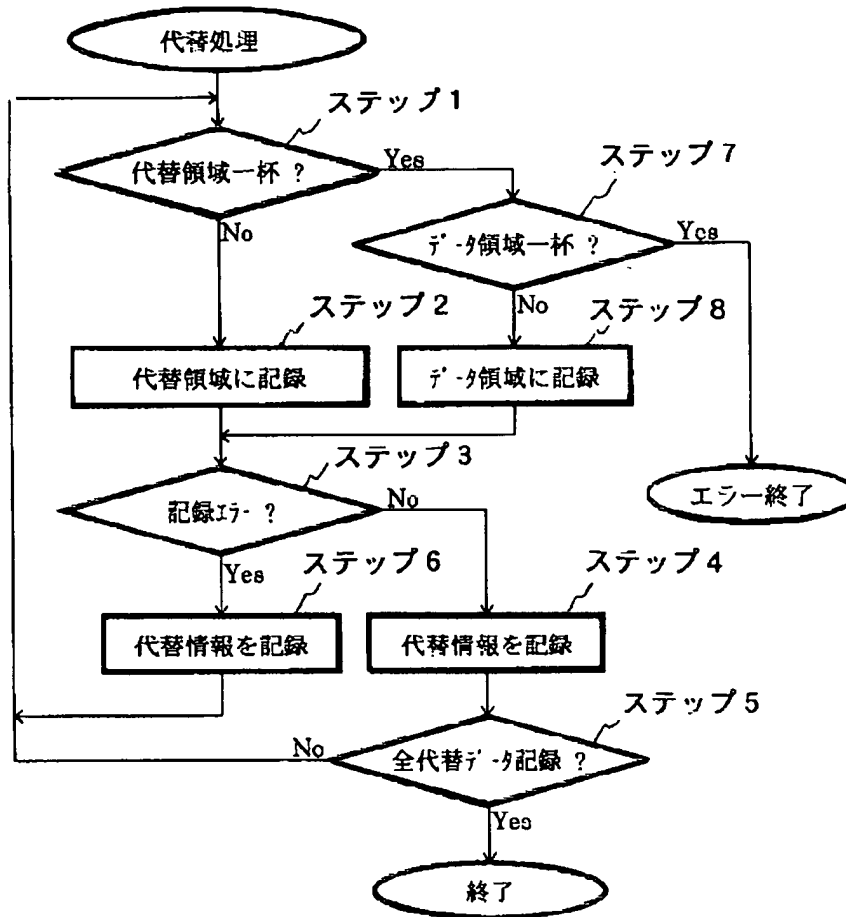 代替処理
ステップ1
代替領域一杯 ?
Yes
ステップ7
No
データ領域一杯 ?
Yes
ステップ2
No
ステップ8
代替領域に記録
データ領域に記録
ステップ3
記録エラー ?
No
エラー終了
Yes
ステップ6
ステップ4
代替情報を記録
代替情報を記録
ステップ5
No
全代替データ記録 ?
Yes
終了